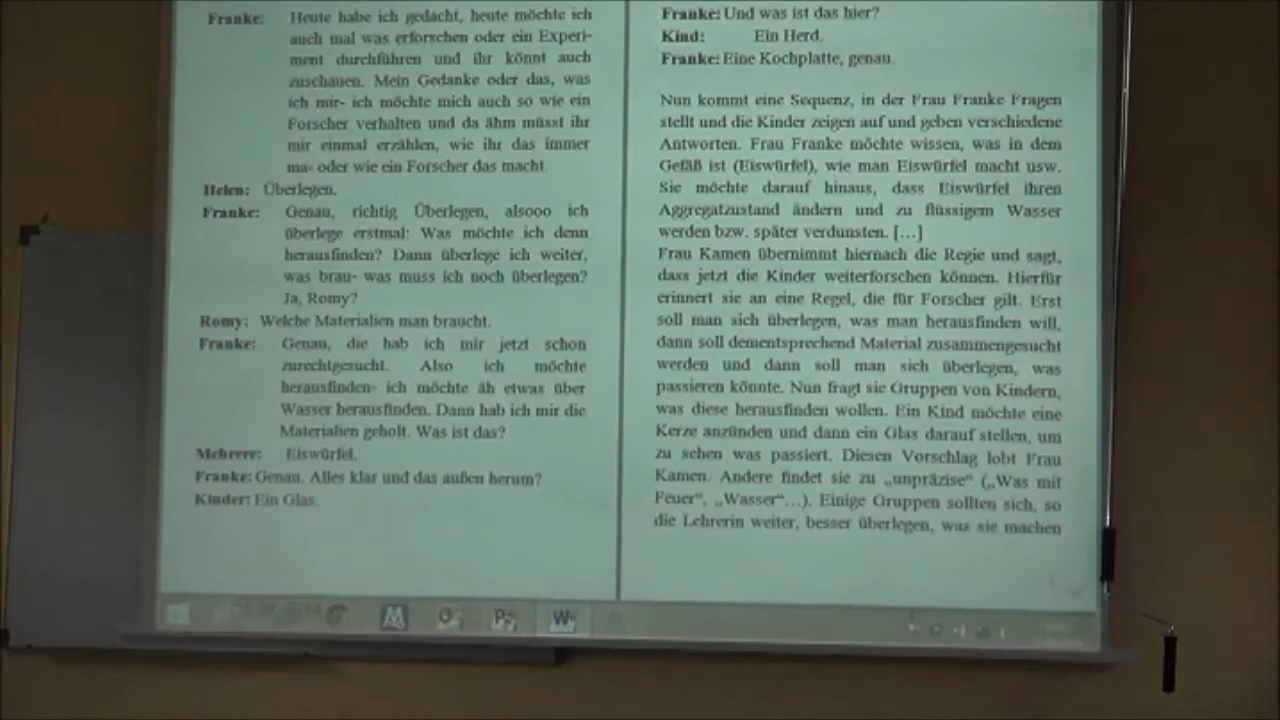 Franke: Heute habe ich gedacht, heute möchte ich
auch mal was erforschen oder ein Experi-
ment durchführen und ihr könnt auch
zuschauen. Mein Gedanke oder das, was
ich mir- ich möchte mich auch so wie ein
Forscher verhalten und da ähm müsst ihr
mir einmal erzählen, wie ihr das immer
ma- oder wie ein Forscher das macht.
Helen: Überlegen.
Franke: Genau, richtig Überlegen, alsooo ich
überlege erstmal: Was möchte ich denn
herausfinden? Dann überlege ich weiter,
was brau- was muss ich noch überlegen?
Ja, Romy?
Romy: Welche Materialien man braucht.
Franke: Genau, die hab ich mir jetzt schon
zurechtgesucht. Also ich möchte
herausfinden- ich möchte äh etwas über
Wasser herausfinden. Dann hab ich mir die
Materialien geholt. Was ist das?
Mehrere: Eiswürfel.
Franke: Genau. Alles klar und das außen herum?
Kinder: Ein Glas.
Franke: Und was ist das hier?
Kind: Ein Herd.
Franke: Eine Kochplatte, genau.
Nun kommt eine Sequenz, in der Frau Franke Fragen
stellt und die Kinder zeigen auf und geben verschiedene
Antworten. Frau Franke möchte wissen, was in dem
Gefäß ist (Eiswürfel), wie man Eiswürfel macht usw.
Sie möchte darauf hinaus, dass Eiswürfel ihren
Aggregatzustand ändern und zu flüssigem Wasser
werden bzw. später verdunsten. […]
Frau Kamen übernimmt hiernach die Regie und sagt,
dass jetzt die Kinder weiterforschen können. Hierfür
erinnert sie an eine Regel, die für Forscher gilt. Erst
soll man sich überlegen, was man herausfinden will,
dann soll dementsprechend Material zusammengesucht
werden und dann soll man sich überlegen, was
passieren könnte. Nun fragt sie Gruppen von Kindern,
was diese herausfinden wollen. Ein Kind möchte eine
Kerze anzünden und dann ein Glas darauf stellen, um
zu sehen was passiert. Diesen Vorschlag lobt Frau
Kamen. Andere findet sie zu „unpräzise“ („Was mit
Feuer“, „Wasser“…). Einige Gruppen sollten sich, so
die Lehrerin weiter, besser überlegen, was sie machen